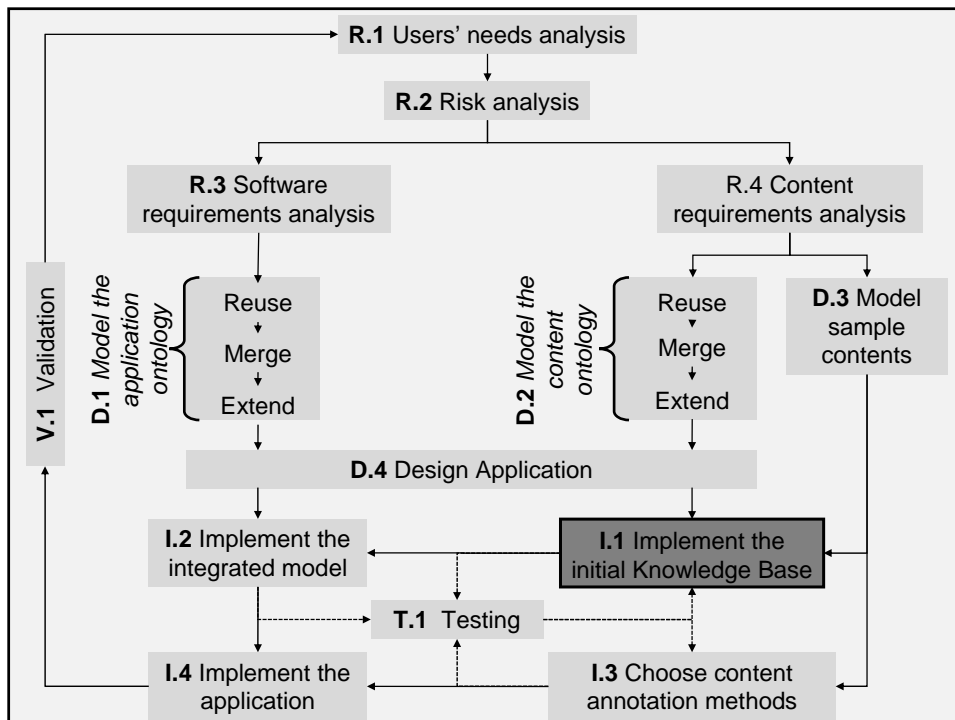 R.1 Users' needs analysis
R.2 Risk analysis
R.3 Software
requirements analysis
R.4 Content
requirements analysis
V.1 Validation
D.1 Model the
application
ontology
Reuse
Merge
Extend
D.2 Model the
content
ontology
Reuse
Merge
Extend
D.3 Model
sample
contents
D.4 Design Application
I.2 Implement the
integrated model
I.1 Implement the
initial Knowledge Base
T.1 Testing
I.4 Implement the
application
I.3 Choose content
annotation methods